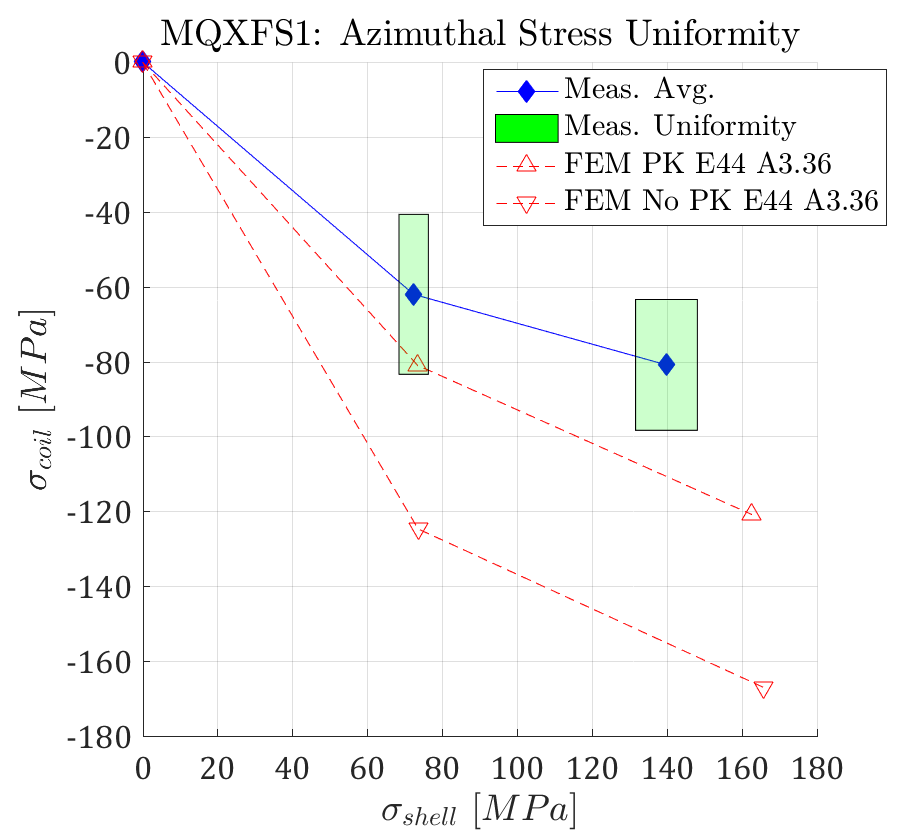 MQXFS1: Azimuthal Stress Uniformity
Meas. Avg.
Meas. Uniformity
FEM PK E44 A3.36
FEM No PK E44 A3.36
0
-20
-40
-60
-80
-100
-120
-140
-160
-180
σcoil [MPa]
0 20 40 60 80 100 120 140 160 180
σshell [MPa]